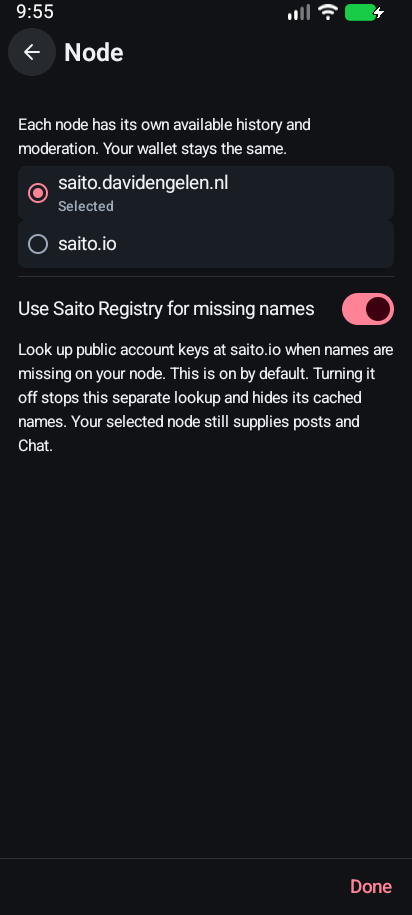 9:55
Node
Each node has its own available history and
moderation. Your wallet stays the same.
saito.davidengelen.nl
Selected
saito.io
Use Saito Registry for missing names
Look up public account keys at saito.io when names are
missing on your node. This is on by default. Turning it
off stops this separate lookup and hides its cached
names. Your selected node still supplies posts and
Chat.
Done